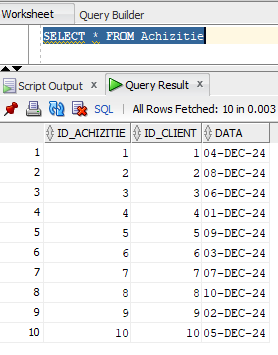 Worksheet Query Builder
SELECT * FROM Achizitie
Script Output Query Result
SQL All Rows Fetched: 10 in 0.003
ID_ACHIZITIE ID_CLIENT DATA
1 1 1 04-DEC-24
2 2 2 08-DEC-24
3 3 3 06-DEC-24
4 4 4 01-DEC-24
5 5 5 09-DEC-24
6 6 6 03-DEC-24
7 7 7 07-DEC-24
8 8 8 10-DEC-24
9 9 9 02-DEC-24
10 10 10 05-DEC-24